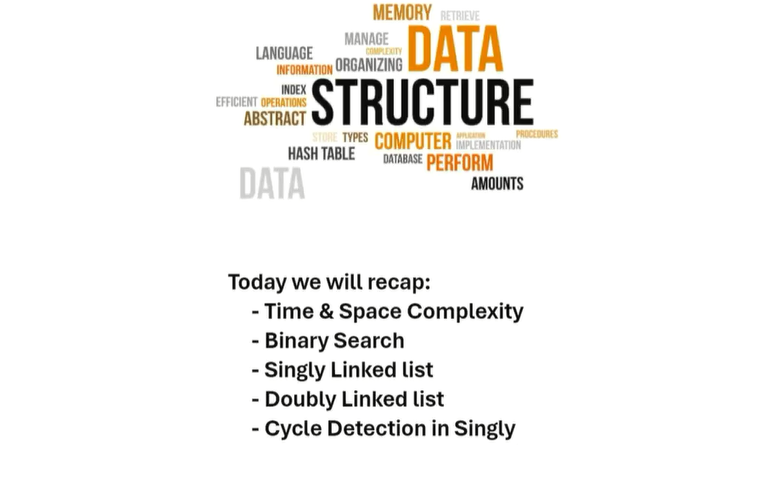 MEMORY RETRIEVE
MANAGE
COMPLEXITY
DATA
LANGUAGE
INFORMATION ORGANIZING
INDEX
EFFICIENT OPERATIONS
STRUCTURE
ABSTRACT
STORE TYPES COMPUTER APPLICATION PROCEDURES
IMPLEMENTATION
HASH TABLE DATABASE PERFORM
DATA AMOUNTS
Today we will recap:
- Time & Space Complexity
- Binary Search
- Singly Linked list
- Doubly Linked list
- Cycle Detection in Singly